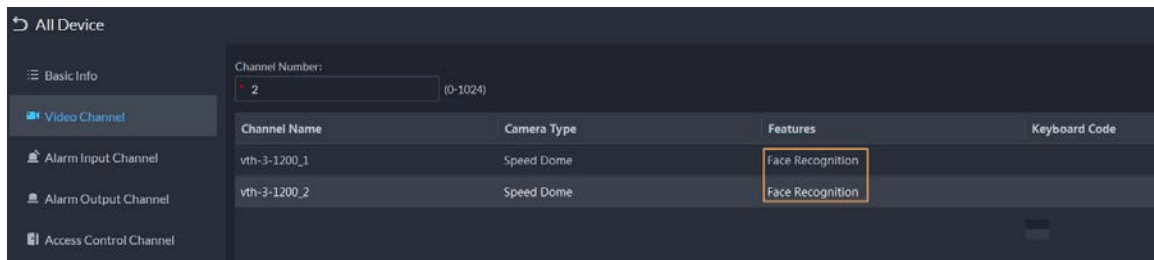 All Device
Basic Info
Video Channel
Alarm Input Channel
Alarm Output Channel
Access Control Channel
Channel Number:
* 2 (0-1024)
Channel Name Camera Type Features Keyboard Code
vth-3-1200_1 Speed Dome Face Recognition
vth-3-1200_2 Speed Dome Face Recognition